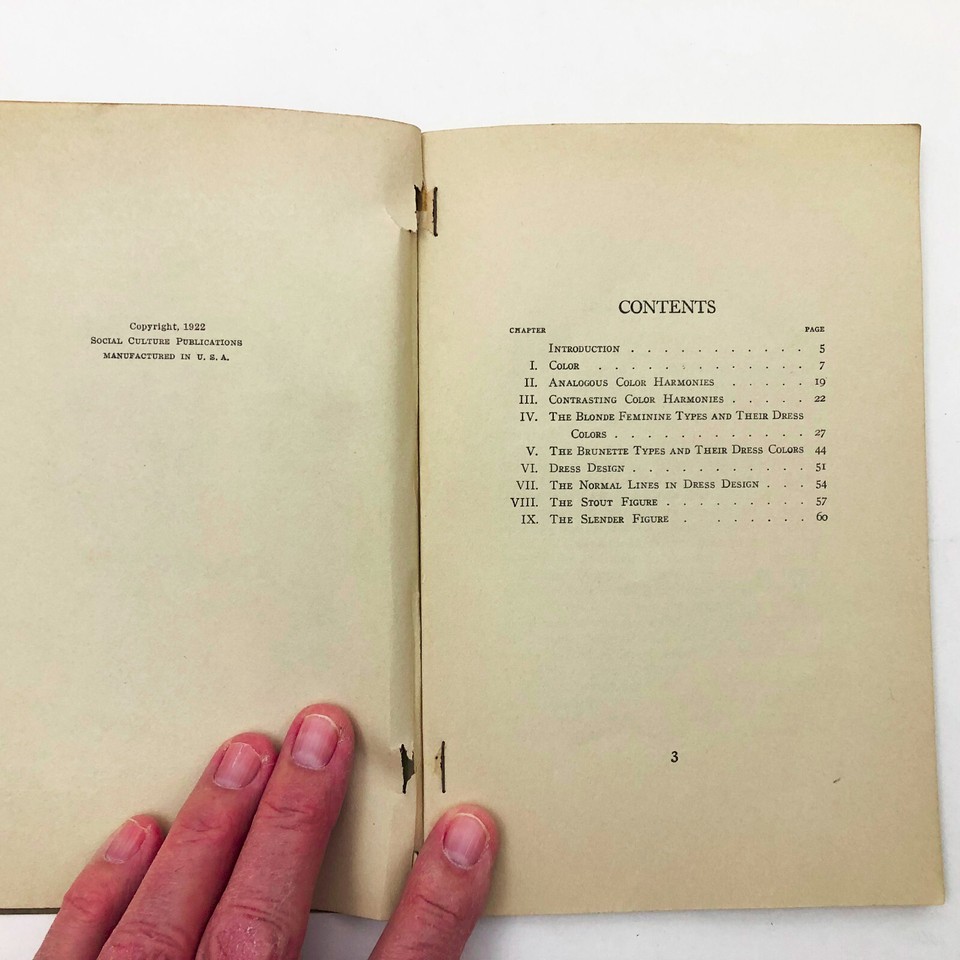 Copyright, 1922
Social Culture Publications
MANUFACTURED IN U. S. A.
CONTENTS
CHAPTER PAGE
Introduction . . . . . . . . . . . 5
I. Color . . . . . . . . . . . . . 7
II. Analogous Color Harmonies . . . . . 19
III. Contrasting Color Harmonies . . . . . 22
IV. The Blonde Feminine Types and Their Dress
Colors . . . . . . . . . . . . 27
V. The Brunette Types and Their Dress Colors 44
VI. Dress Design . . . . . . . . . . . 51
VII. The Normal Lines in Dress Design . . . 54
VIII. The Stout Figure . . . . . . . . . 57
IX. The Slender Figure . . . . . . . 60
3